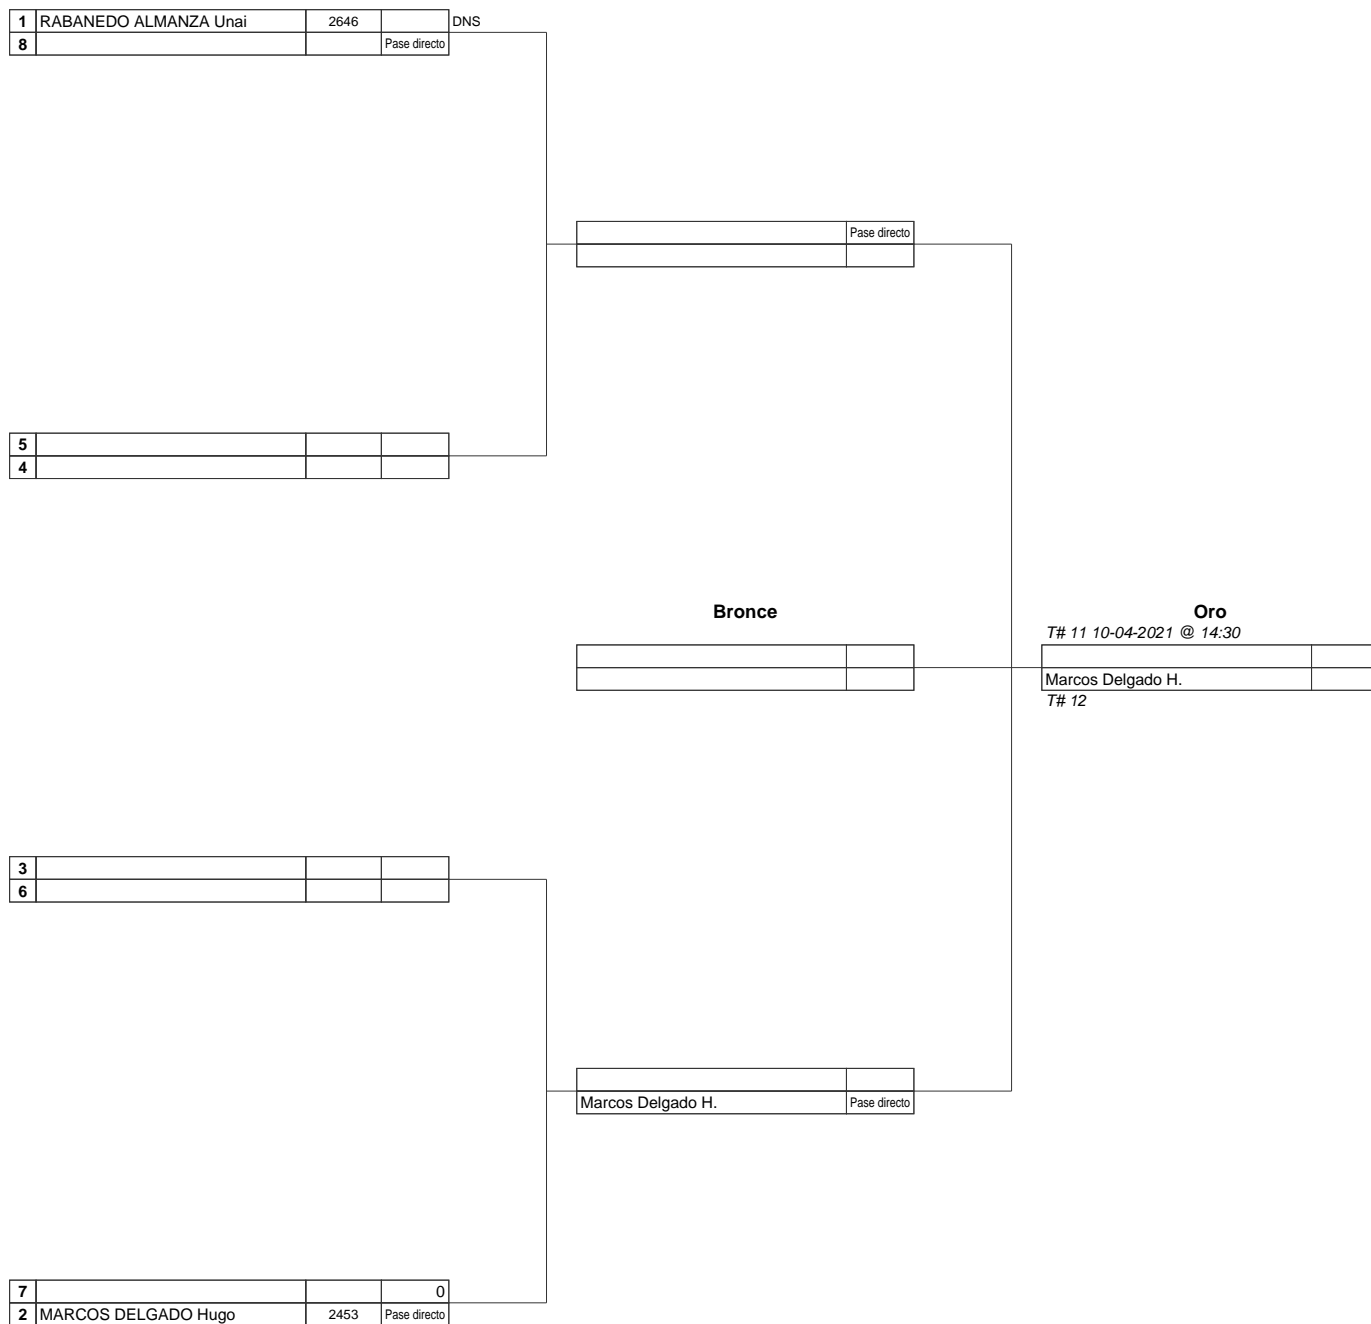 1 RABANEDO ALMANZA Unai 2646 DNS
8 Pase directo
Pase directo
5
4
Bronce
Oro
T# 11 10-04-2021 @ 14:30
Marcos Delgado H.
T# 12
3
6
Marcos Delgado H. Pase directo
7 0
2 MARCOS DELGADO Hugo 2453 Pase directo